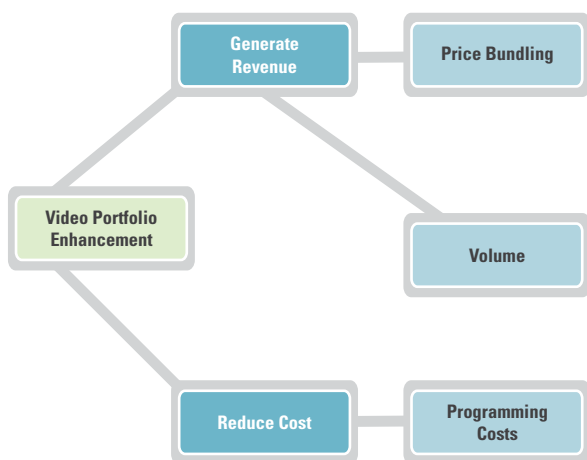 Generate
Revenue
Price Bundling
Video Portfolio
Enhancement
Volume
Reduce Cost
Programming
Costs